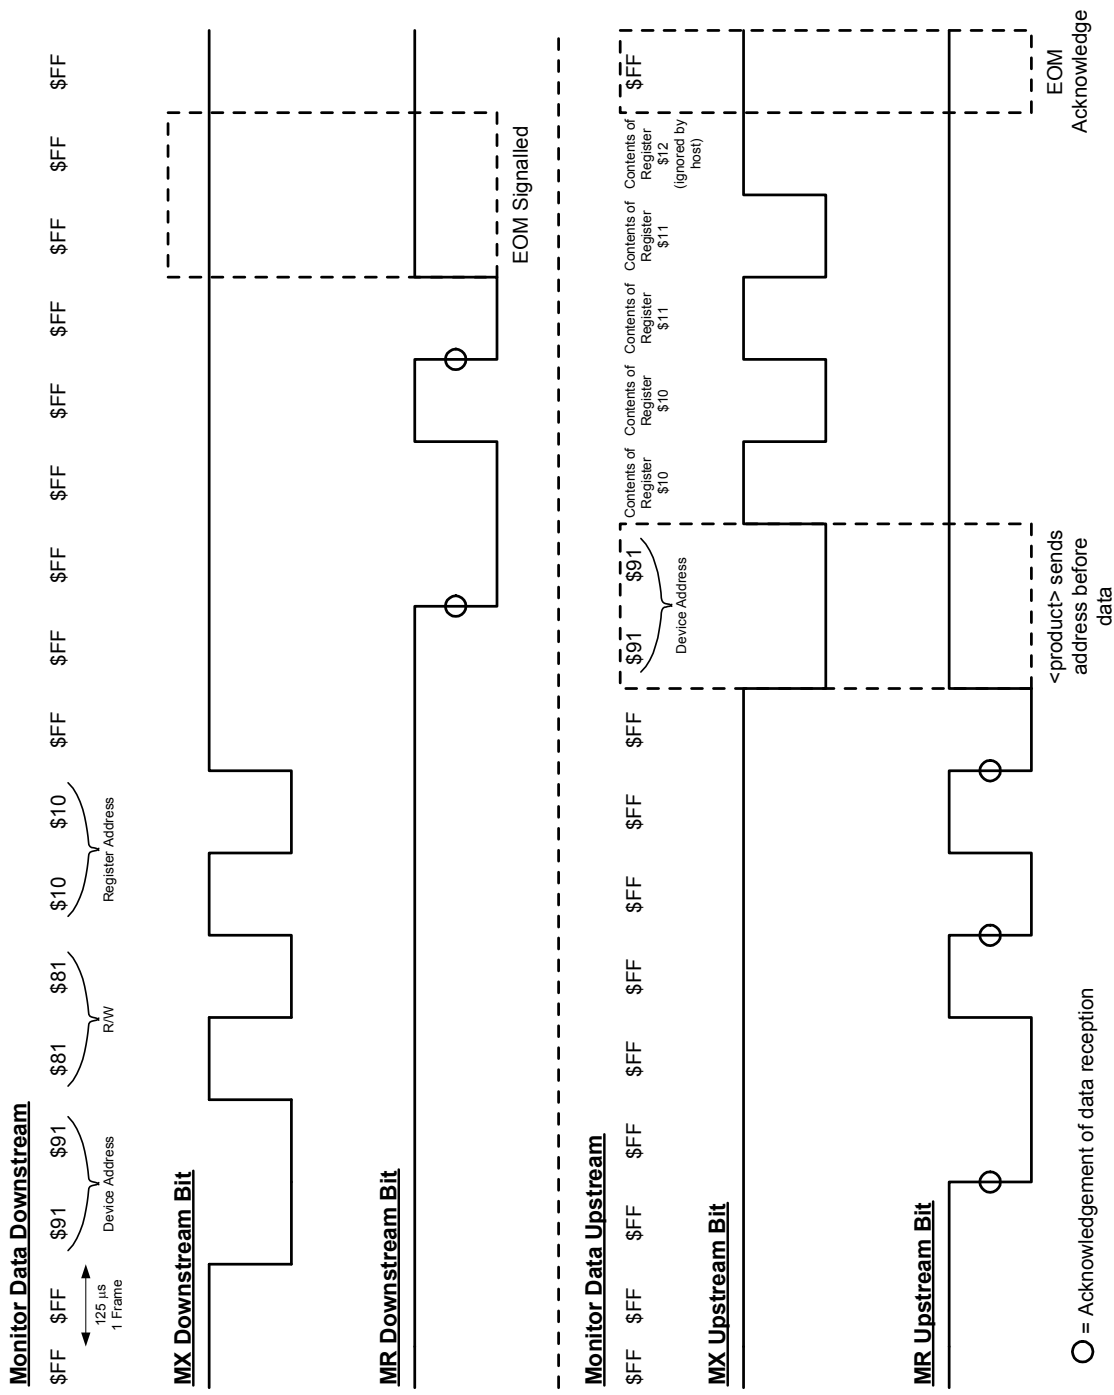 Monitor Data Downstream
$FF $FF $91 $91 $81 $81 $10 $10 $FF $FF $FF $FF $FF $FF $FF $FF $FF
125 µs
1 Frame
Device Address
R/W
Register Address
MX Downstream Bit
MR Downstream Bit
EOM Signalled
Monitor Data Upstream
$FF $FF $FF $FF $FF $FF $FF $FF $FF $91 $91
Device Address
Contents of
Register
$10
Contents of
Register
$10
Contents of
Register
$11
Contents of
Register
$11
Contents of
Register
$12
(ignored by
host)
$FF
MX Upstream Bit
MR Upstream Bit
<product> sends
address before
data
EOM
Acknowledge
= Acknowledgement of data reception